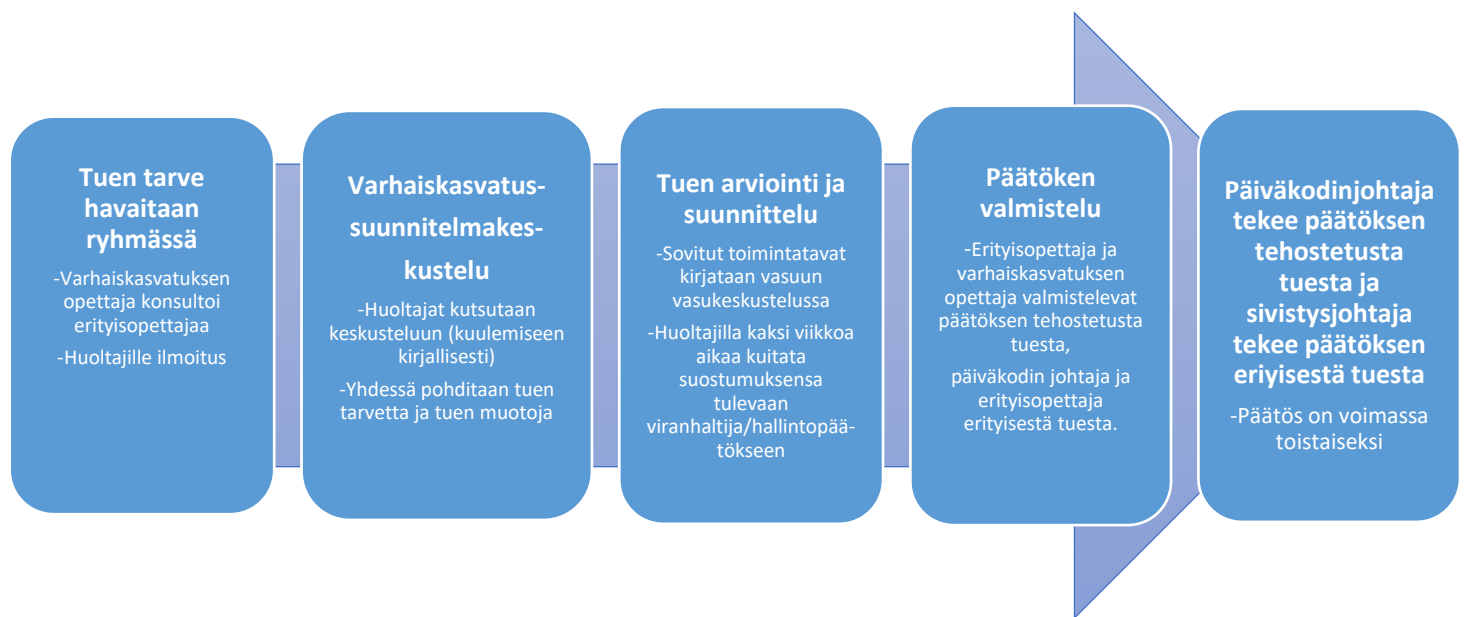 Tuen tarve
havaitaan
ryhmässä
-Varhaiskasvatuksen
opettaja konsultoi
erityisopettajaa
-Huoltajille ilmoitus
Varhaiskasvatus-
suunnitelmakes-
kustelu
-Huoltajat kutsutaan
keskusteluun (kuulemiseen
kirjallisesti)
-Yhdessä pohditaan tuen
tarvetta ja tuen muotoja
Tuen arviointi ja
suunnittelu
-Sovitut toimintatavat
kirjataan vasuun
vasukeskustelussa
-Huoltajilla kaksi viikkoa
aikaa kuitata
suostumuksensa
tulevaan
viranhaltija/hallintopää-
tökseen
Päätöken
valmistelu
-Erityisopettaja ja
varhaiskasvatuksen
opettaja valmistelevat
päätöksen tehostetusta
tuesta,
päiväkodin johtaja ja
erityisopettaja
erityisestä tuesta.
Päiväkodinjohtaja
tekee päätöksen
tehostetusta
tuesta ja
sivistysjohtaja
tekee päätöksen
eriyisestä tuesta
-Päätös on voimassa
toistaiseksi